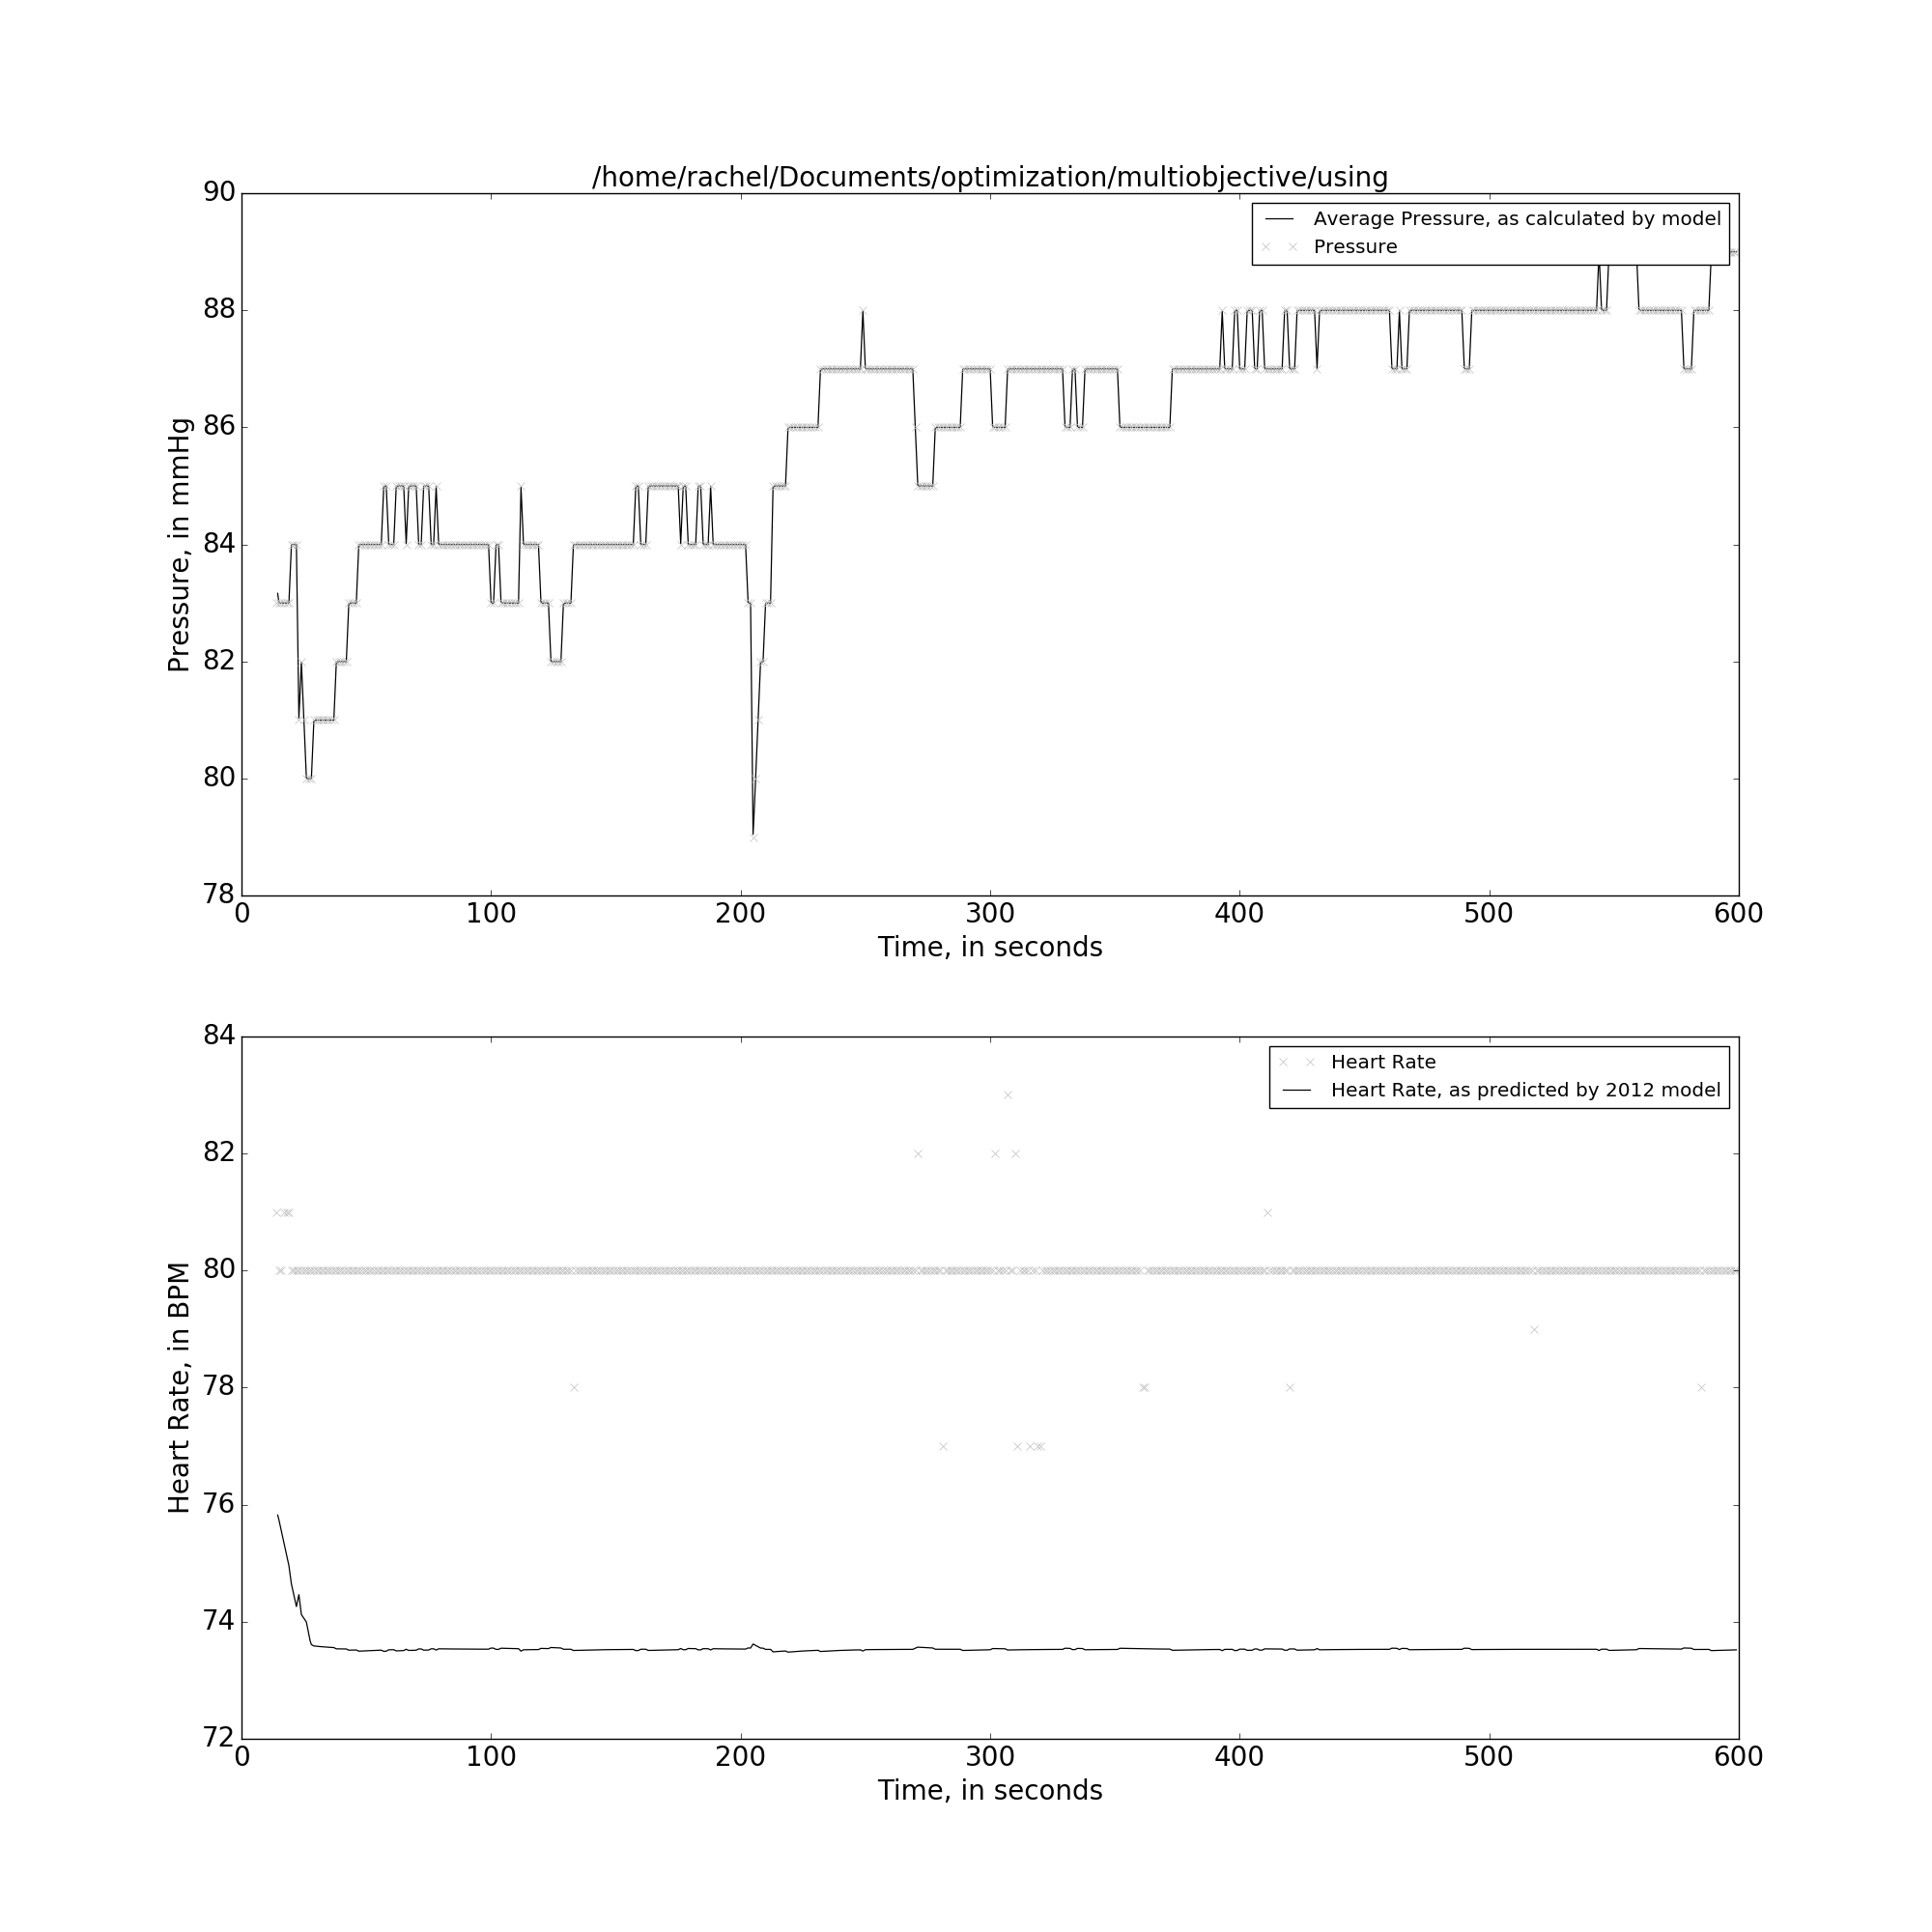 /home/rachel/Documents/optimization/multiobjective/using
90
88
86
84
82
80
78
Pressure, in mmHg
Average Pressure, as calculated by model
Pressure
0 100 200 300 400 500 600
Time, in seconds
84
82
80
78
76
74
72
Heart Rate, in BPM
Heart Rate
Heart Rate, as predicted by 2012 model
0 100 200 300 400 500 600
Time, in seconds